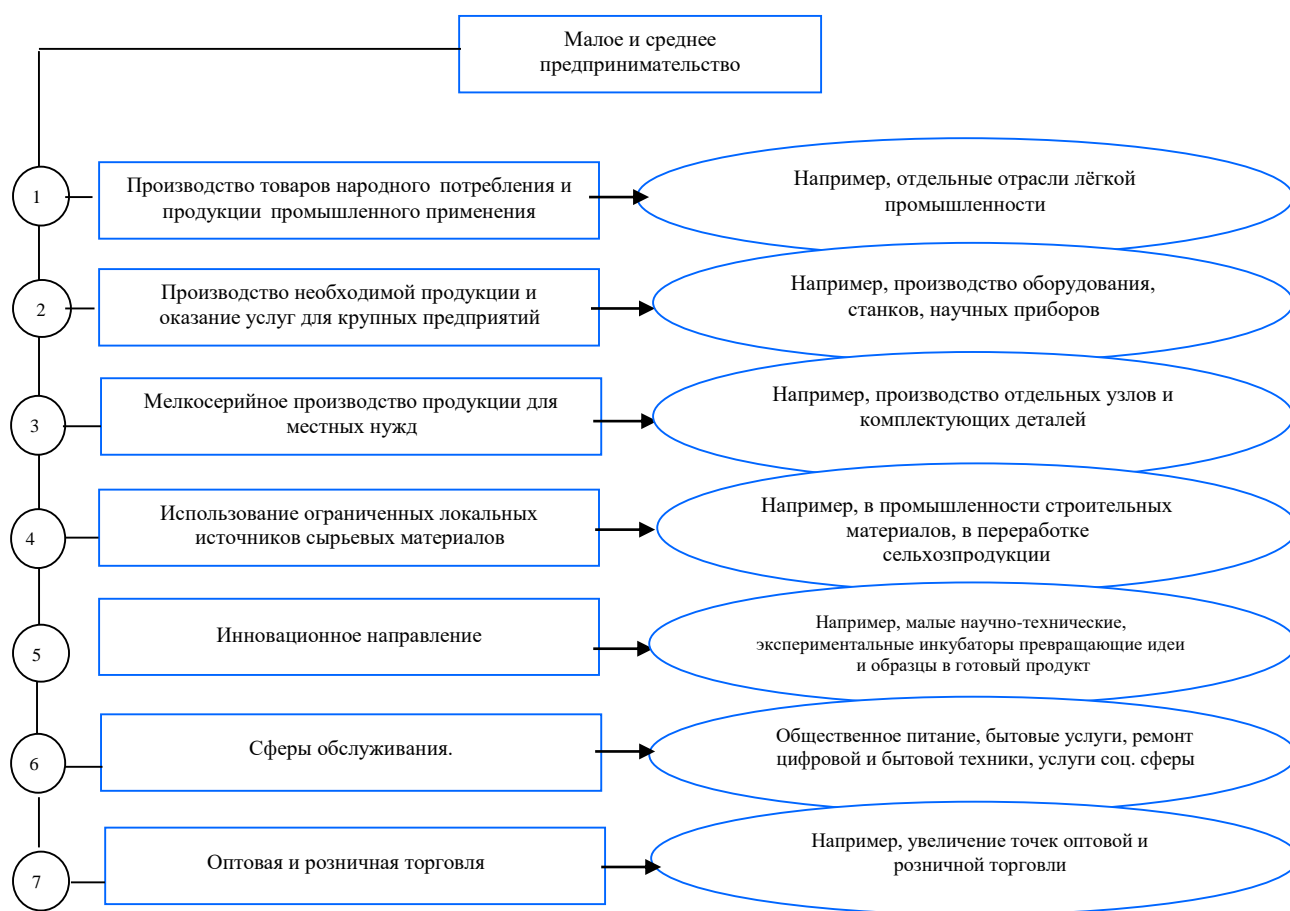 Малое и среднее
предпринимательство
1
Производство товаров народного потребления и
продукции промышленного применения
Например, отдельные отрасли лёгкой
промышленности
2
Производство необходимой продукции и
оказание услуг для крупных предприятий
Например, производство оборудования,
станков, научных приборов
3
Мелкосерийное производство продукции для
местных нужд
Например, производство отдельных узлов и
комплектующих деталей
4
Использование ограниченных локальных
источников сырьевых материалов
Например, в промышленности строительных
материалов, в переработке
сельхозпродукции
5
Инновационное направление
Например, малые научно-технические,
экспериментальные инкубаторы превращающие идеи
и образцы в готовый продукт
6
Сферы обслуживания.
Общественное питание, бытовые услуги, ремонт
цифровой и бытовой техники, услуги соц. сферы
7
Оптовая и розничная торговля
Например, увеличение точек оптовой и
розничной торговли